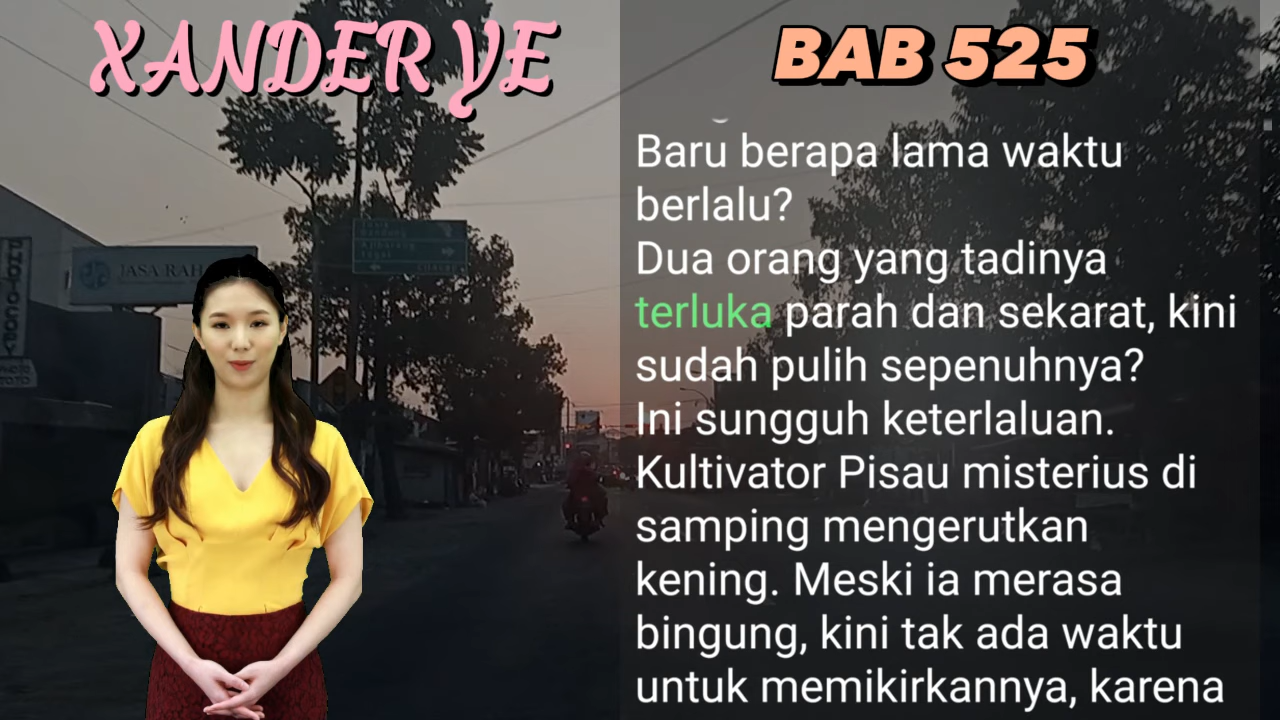 XANDER YE
BAB 525
Baru berapa lama waktu
berlalu?
Dua orang yang tadinya
terluka parah dan sekarat, kini
sudah pulih sepenuhnya?
Ini sungguh keterlaluan.
Kultivator Pisau misterius di
samping mengerutkan
kening. Meski ia merasa
bingung, kini tak ada waktu
untuk memikirkannya, karena
JASA RAH